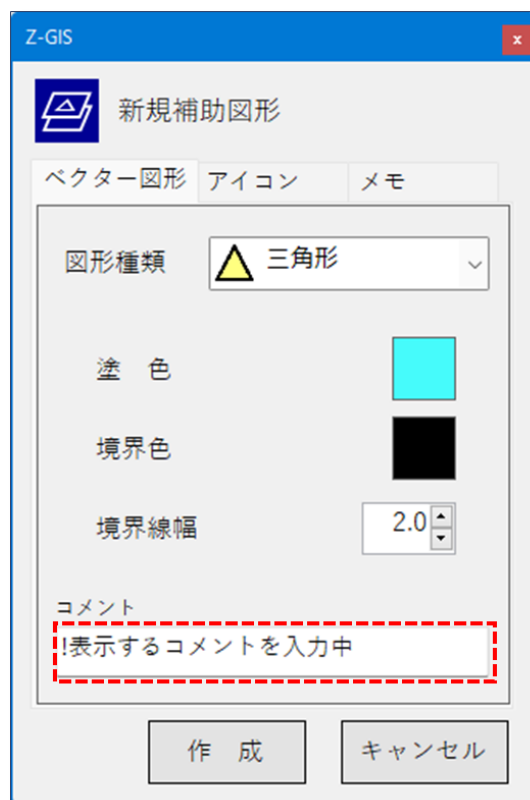 Z-GIS
x
新規補助図形
ベクター図形 アイコン メモ
図形種類 三角形
塗 色
境界色
境界線幅 2.0
コメント
!表示するコメントを入力中
作 成 キャンセル